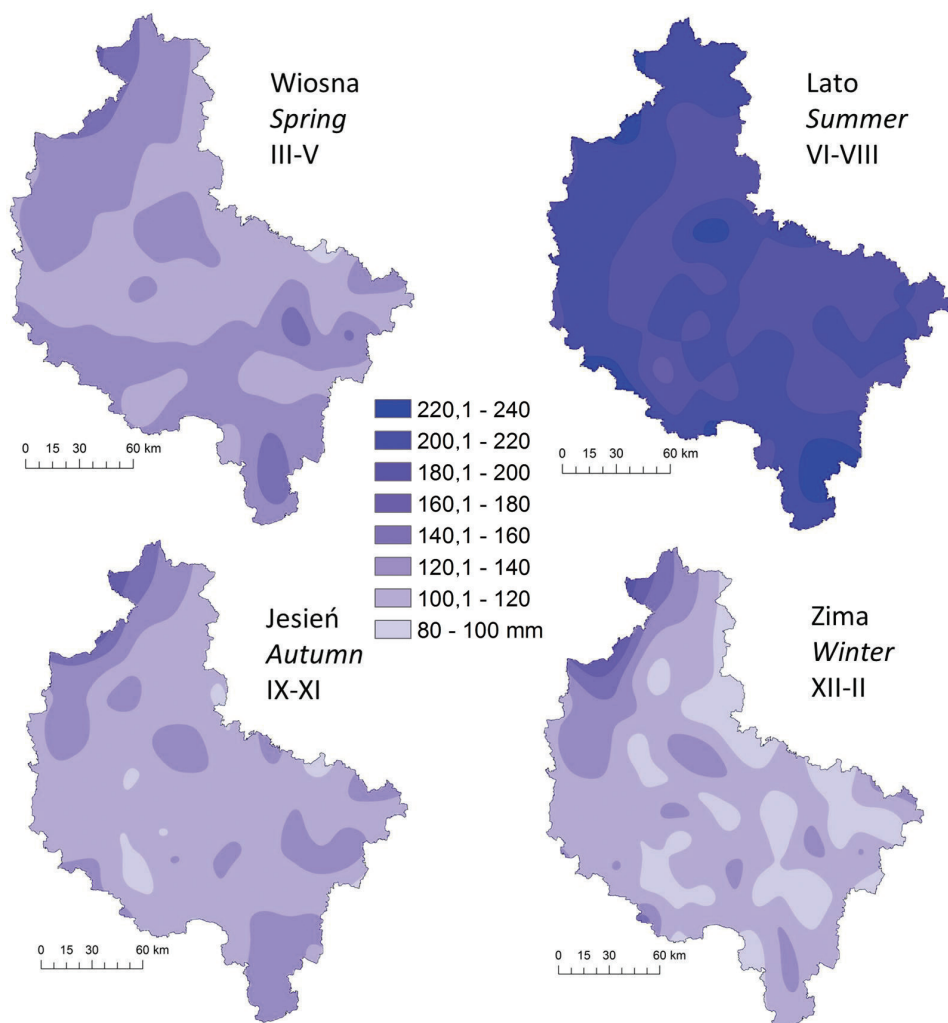 Wiosna
Spring
III-V
0 15 30 60 km
Lato
Summer
VI-VIII
0 15 30 60 km
220,1 - 240
200,1 - 220
180,1 - 200
160,1 - 180
140,1 - 160
120,1 - 140
100,1 - 120
80 - 100 mm
Jesień
Autumn
IX-XI
0 15 30 60 km
Zima
Winter
XII-II
0 15 30 60 km